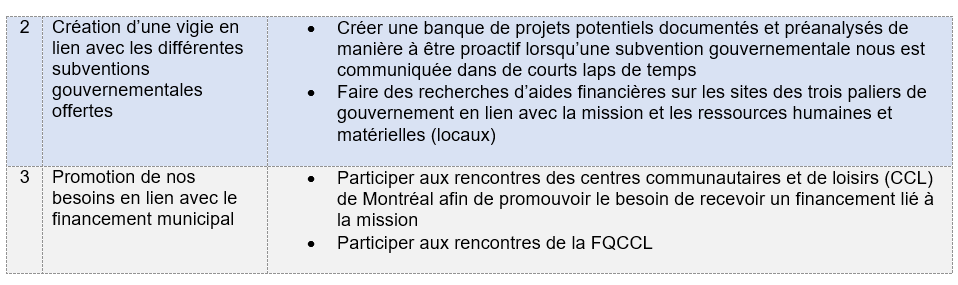 2
Création d’une vigie en
lien avec les différentes
subventions
gouvernementales
offertes
• Créer une banque de projets potentiels documentés et préanalysés de
manière à être proactif lorsqu’une subvention gouvernementale nous est
communiquée dans de courts laps de temps
• Faire des recherches d’aides financières sur les sites des trois paliers de
gouvernement en lien avec la mission et les ressources humaines et
matérielles (locaux)
3
Promotion de nos
besoins en lien avec le
financement municipal
• Participer aux rencontres des centres communautaires et de loisirs (CCL)
de Montréal afin de promouvoir le besoin de recevoir un financement lié à
la mission
• Participer aux rencontres de la FQCCL